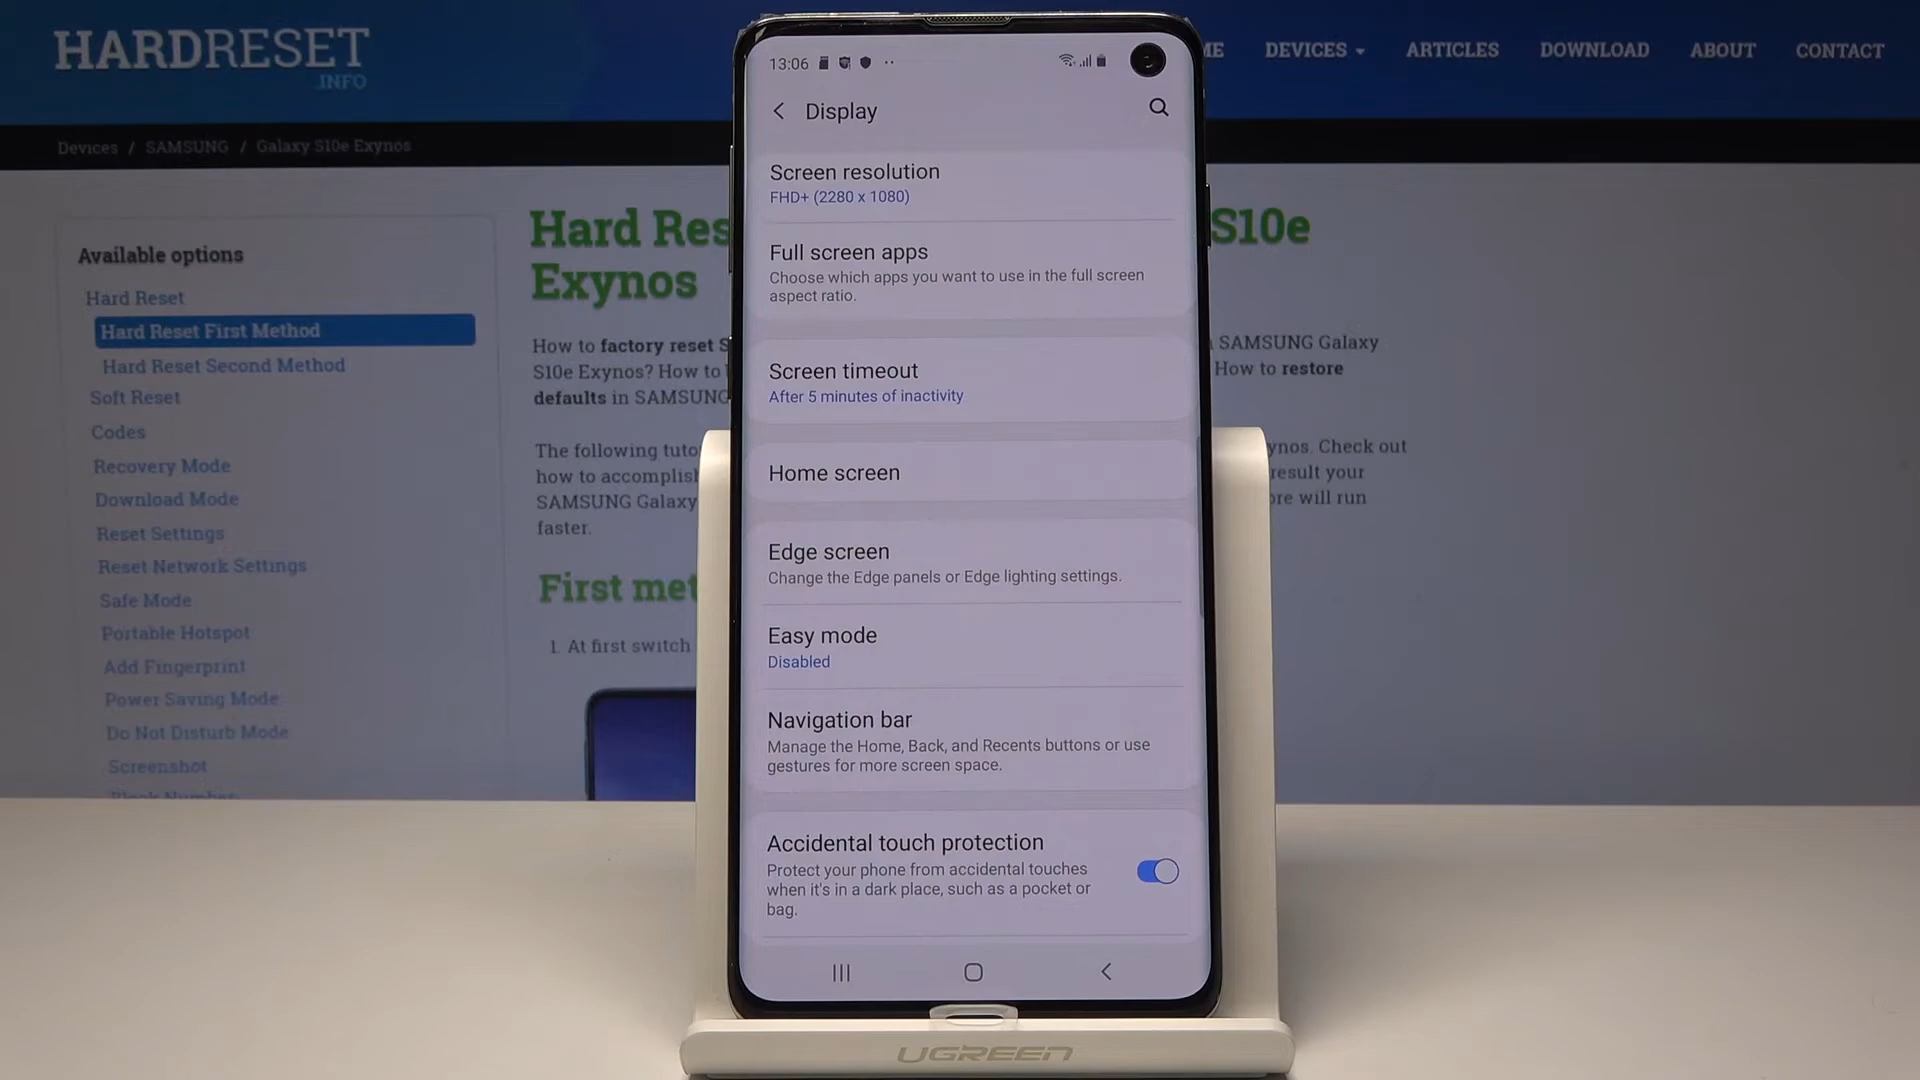 HARDRESET
.INFO
DEVICES
ARTICLES
DOWNLOAD
ABOUT
CONTACT
Devices / SAMSUNG / Galaxy S10e Exynos
Available options
Hard Reset
Hard Reset First Method
Hard Reset Second Method
Soft Reset
Codes
Recovery Mode
Download Mode
Reset Settings
Reset Network Settings
Safe Mode
Portable Hotspot
Add Fingerprint
Power Saving Mode
Do Not Disturb Mode
Screenshot
Block Number
Hard Res
S10e
Exynos
How to factory reset S
SAMSUNG Galaxy
S10e Exynos? How to
How to restore
defaults in SAMSUNG
The following tuto
ynos. Check out
how to accomplis
result your
SAMSUNG Galaxy
ore will run
faster.
First met
1. At first switch
13:06
Display
Screen resolution
FHD+ (2280 x 1080)
Full screen apps
Choose which apps you want to use in the full screen
aspect ratio.
Screen timeout
After 5 minutes of inactivity
Home screen
Edge screen
Change the Edge panels or Edge lighting settings.
Easy mode
Disabled
Navigation bar
Manage the Home, Back, and Recents buttons or use
gestures for more screen space.
Accidental touch protection
Protect your phone from accidental touches
when it's in a dark place, such as a pocket or
bag.
UGREEN